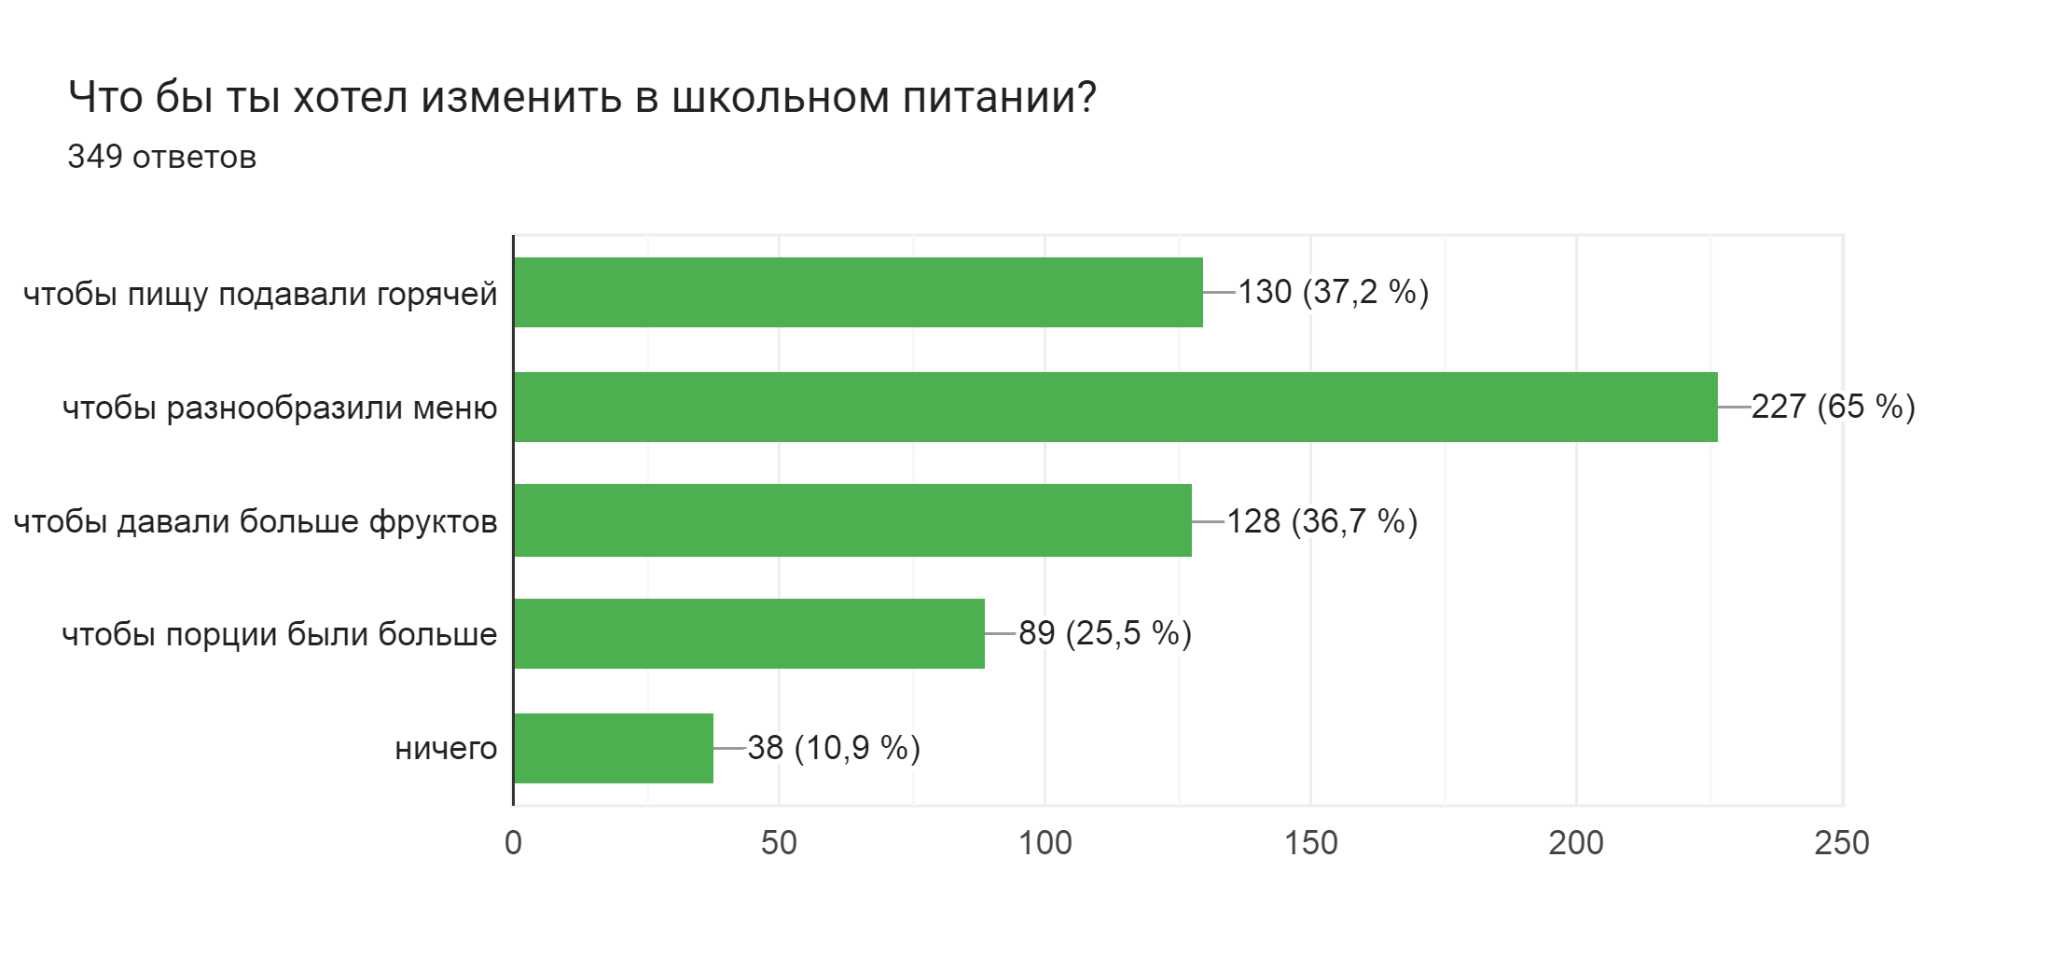 Что бы ты хотел изменить в школьном питании?
349 ответов
чтобы пищу подавали горячей
130 (37,2 %)
чтобы разнообразили меню
227 (65 %)
чтобы давали больше фруктов
128 (36,7 %)
чтобы порции были больше
89 (25,5 %)
ничего
38 (10,9 %)
0 50 100 150 200 250